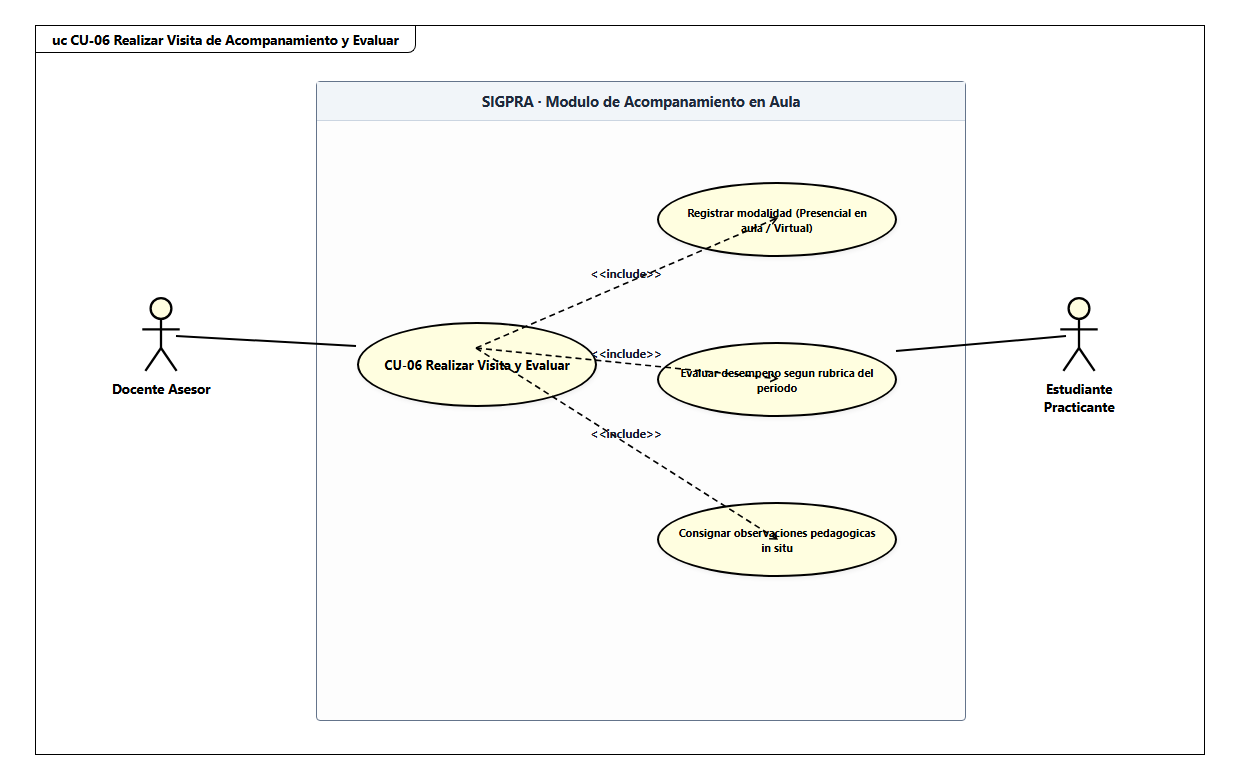 uc CU-06 Realizar Visita de Acompanamiento y Evaluar
SIGPRA · Modulo de Acompanamiento en Aula
Registrar modalidad (Presencial en
aula / Virtual)
<<include>>
CU-06 Realizar Visita y Evaluar
<<include>>
Evaluar desempeno segun rubrica del
periodo
Docente Asesor
Estudiante
Practicante
<<include>>
Consignar observaciones pedagogicas
in situ